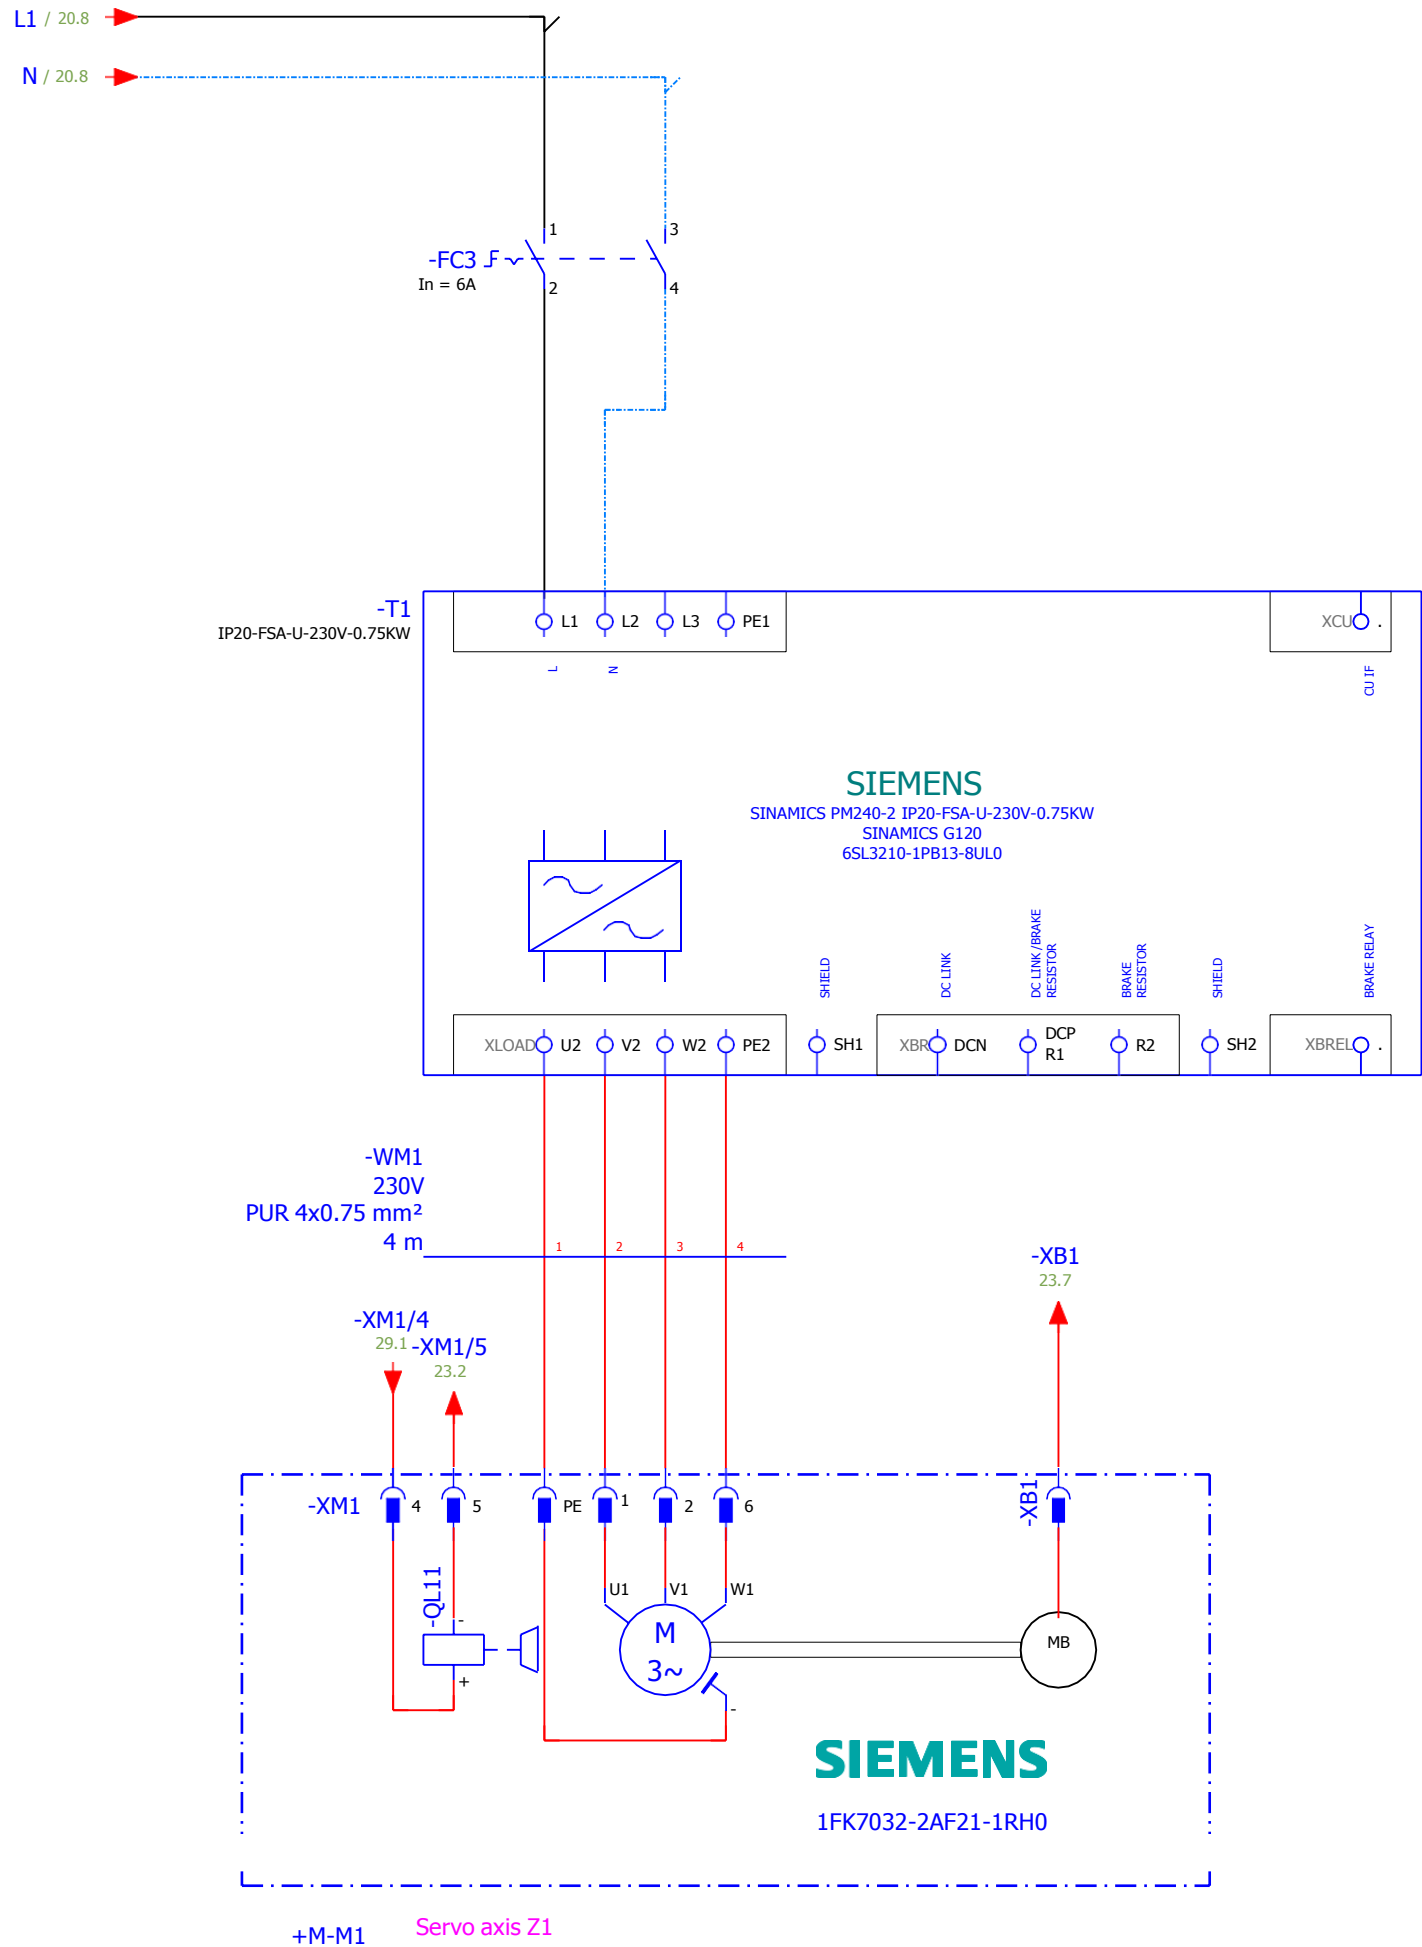 L1 / 20.8
N / 20.8
1
3
-FC3
In = 6A
2
4
-T1
IP20-FSA-U-230V-0.75KW
L1
L2
L3
PE1
XCU
.
L
N
CU IF
SIEMENS
SINAMICS PM240-2 IP20-FSA-U-230V-0.75KW
SINAMICS G120
6SL3210-1PB13-8UL0
SHIELD
DC LINK
DC LINK /BRAKE
RESISTOR
BRAKE
RESISTOR
SHIELD
BRAKE RELAY
XLOAD
U2
V2
W2
PE2
SH1
XBR
DCN
DCP
R1
R2
SH2
XBREL
.
-WM1
230V
PUR 4x0.75 mm²
4 m
1
2
3
4
-XB1
23.7
-XM1/4
29.1
-XM1/5
23.2
-XM1
4
5
PE
1
2
6
-XB1
-QL11
-
+
U1
V1
W1
M
3~
-
MB
SIEMENS
1FK7032-2AF21-1RH0
+M-M1
Servo axis Z1